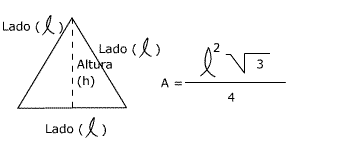 Lado (ℓ)
Lado (ℓ)
Altura
(h)
Lado (ℓ)
A = ℓ² √3 / 4